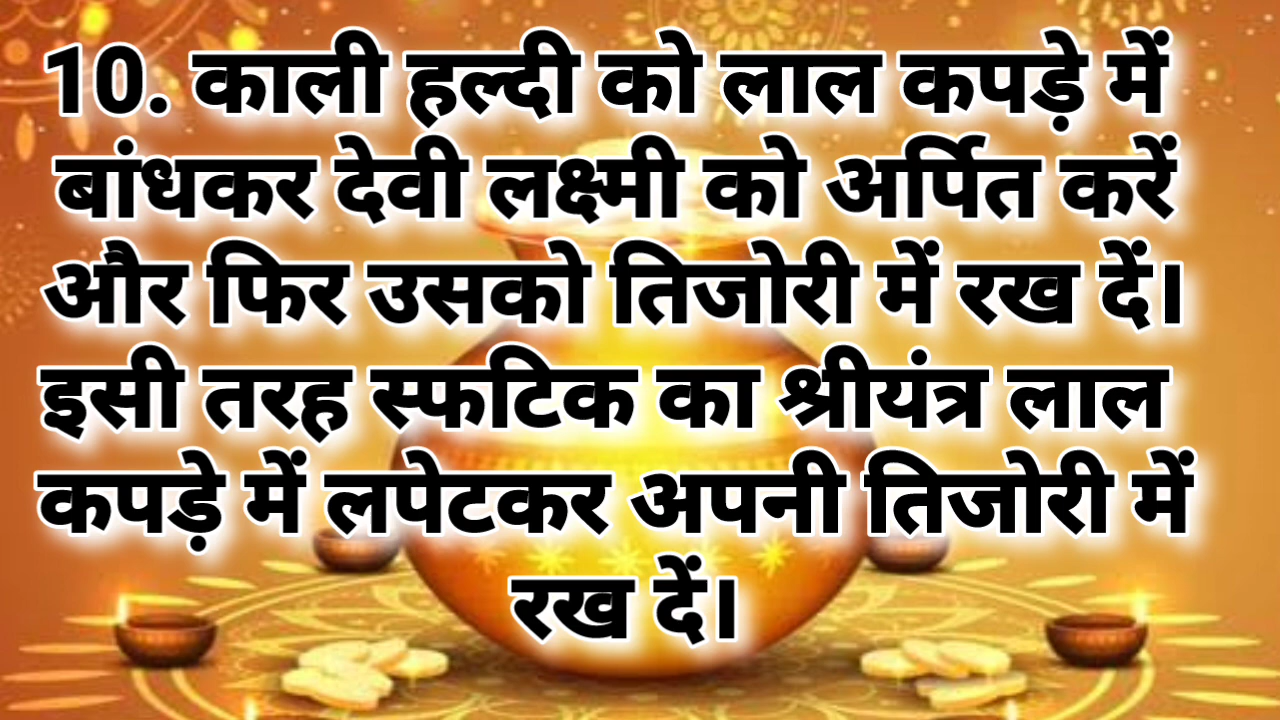 10. काली हल्दी को लाल कपड़े में
बांधकर देवी लक्ष्मी को अर्पित करें
और फिर उसको तिजोरी में रख दें।
इसी तरह स्फटिक का श्रीयंत्र लाल
कपड़े में लपेटकर अपनी तिजोरी में
रख दें।